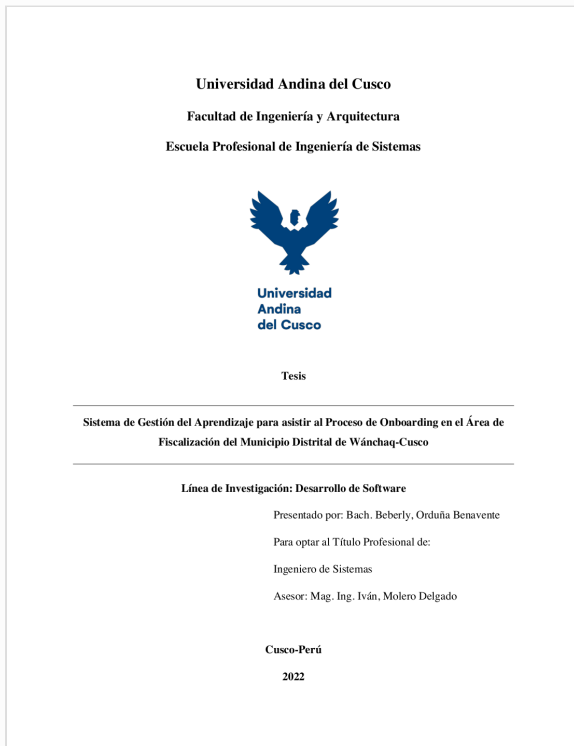 Universidad Andina del Cusco
Facultad de Ingeniería y Arquitectura
Escuela Profesional de Ingeniería de Sistemas
Universidad
Andina
del Cusco
Tesis
Sistema de Gestión del Aprendizaje para asistir al Proceso de Onboarding en el Área de
Fiscalización del Municipio Distrital de Wánchaq-Cusco
Línea de Investigación: Desarrollo de Software
Presentado por: Bach. Beberly, Orduña Benavente
Para optar al Título Profesional de:
Ingeniero de Sistemas
Asesor: Mag. Ing. Iván, Molero Delgado
Cusco-Perú
2022